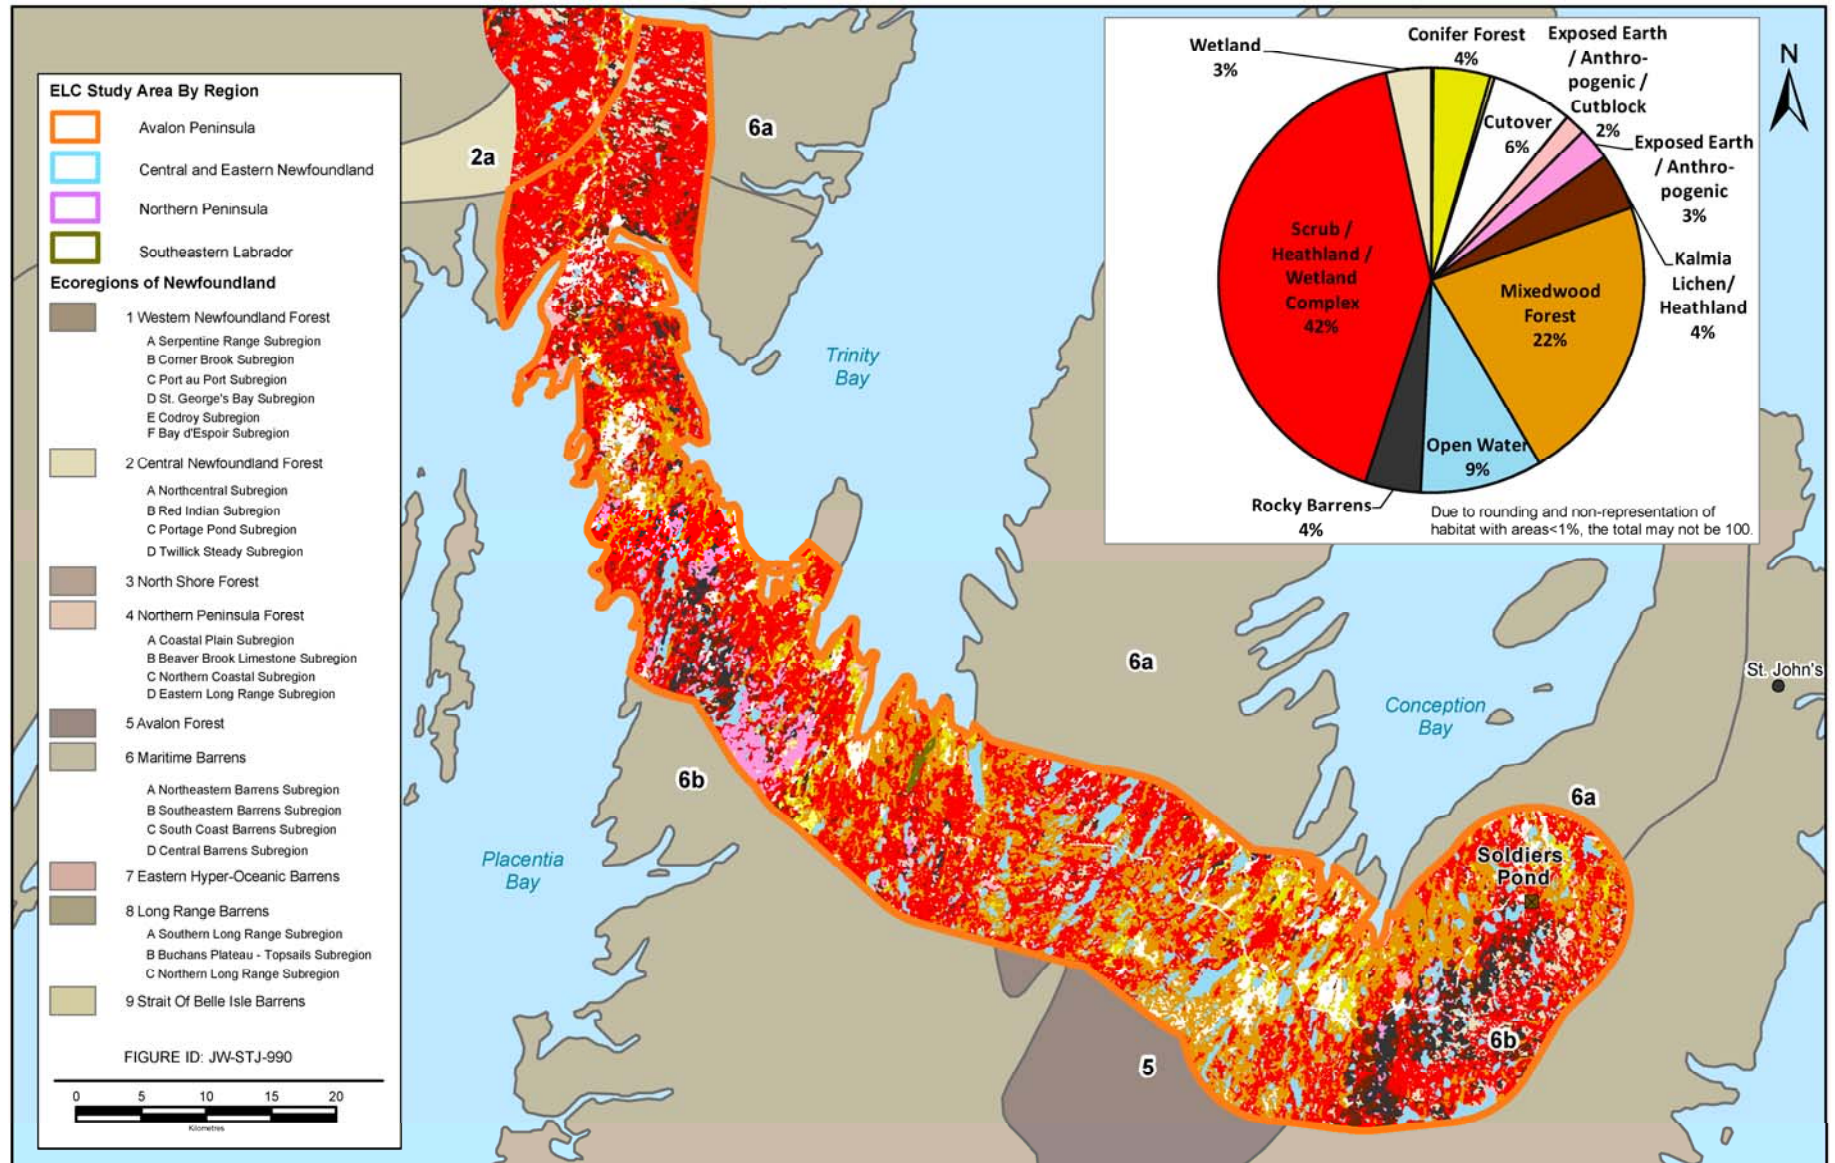 ELC Study Area By Region
Avalon Peninsula
Central and Eastern Newfoundland
Northern Peninsula
Southeastern Labrador
Ecoregions of Newfoundland
1 Western Newfoundland Forest
A Serpentine Range Subregion
B Corner Brook Subregion
C Port au Port Subregion
D St. George's Bay Subregion
E Codroy Subregion
F Bay d'Espoir Subregion
2 Central Newfoundland Forest
A Northcentral Subregion
B Red Indian Subregion
C Portage Pond Subregion
D Twillick Steady Subregion
3 North Shore Forest
4 Northern Peninsula Forest
A Coastal Plain Subregion
B Beaver Brook Limestone Subregion
C Northern Coastal Subregion
D Eastern Long Range Subregion
5 Avalon Forest
6 Maritime Barrens
A Northeastern Barrens Subregion
B Southeastern Barrens Subregion
C South Coast Barrens Subregion
D Central Barrens Subregion
7 Eastern Hyper-Oceanic Barrens
8 Long Range Barrens
A Southern Long Range Subregion
B Buchans Plateau - Topsails Subregion
C Northern Long Range Subregion
9 Strait Of Belle Isle Barrens
FIGURE ID: JW-STJ-990
0 5 10 15 20
Kilometres
2a
6a
Trinity
Bay
6a
6b
Placentia
Bay
5
Conception
Bay
St. John's
6a
Soldiers
Pond
6b
N
Wetland
3%
Conifer Forest
4%
Exposed Earth
/ Anthro-
pogenic /
Cutblock
2%
Cutover
6%
Exposed Earth
/ Anthro-
pogenic
3%
Kalmia
Lichen/
Heathland
4%
Mixedwood
Forest
22%
Open Water
9%
Rocky Barrens
4%
Scrub /
Heathland /
Wetland
Complex
42%
Due to rounding and non-representation of
habitat with areas<1%, the total may not be 100.